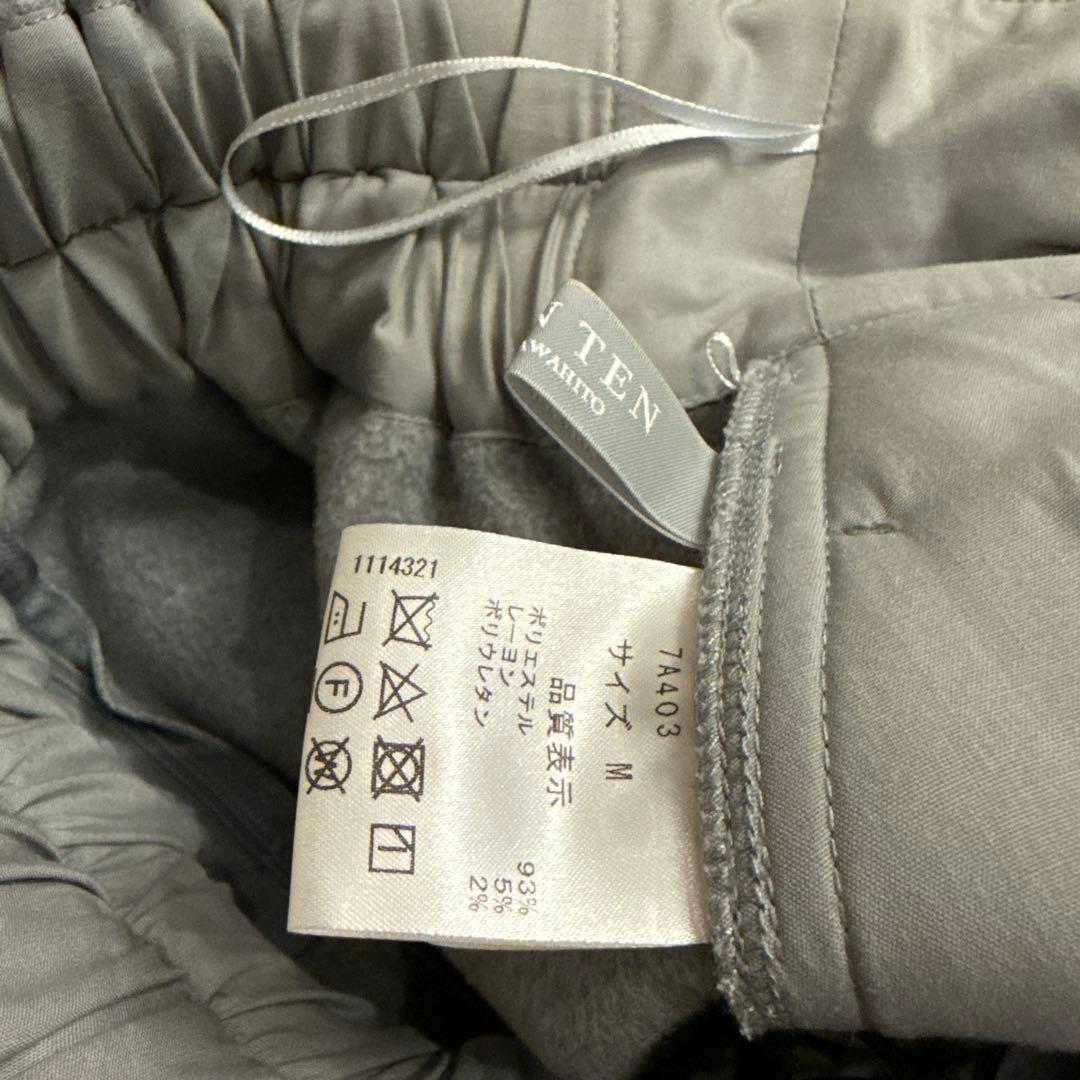 N TEN
AWAHITO
7A403
サイズ M
品質表示
ポリエステル 93%
レーヨン 5%
ポリウレタン 2%
F
W
1114321